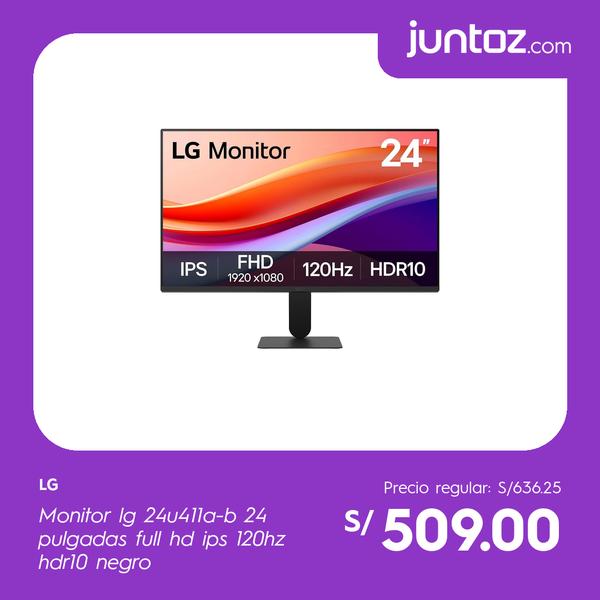 juntoz.com
LG Monitor
24"
IPS
FHD
1920 x1080
120Hz
HDR10
LG
Monitor lg 24u411a-b 24
pulgadas full hd ips 120hz
hdr10 negro
Precio regular: S/636.25
S/ 509.00